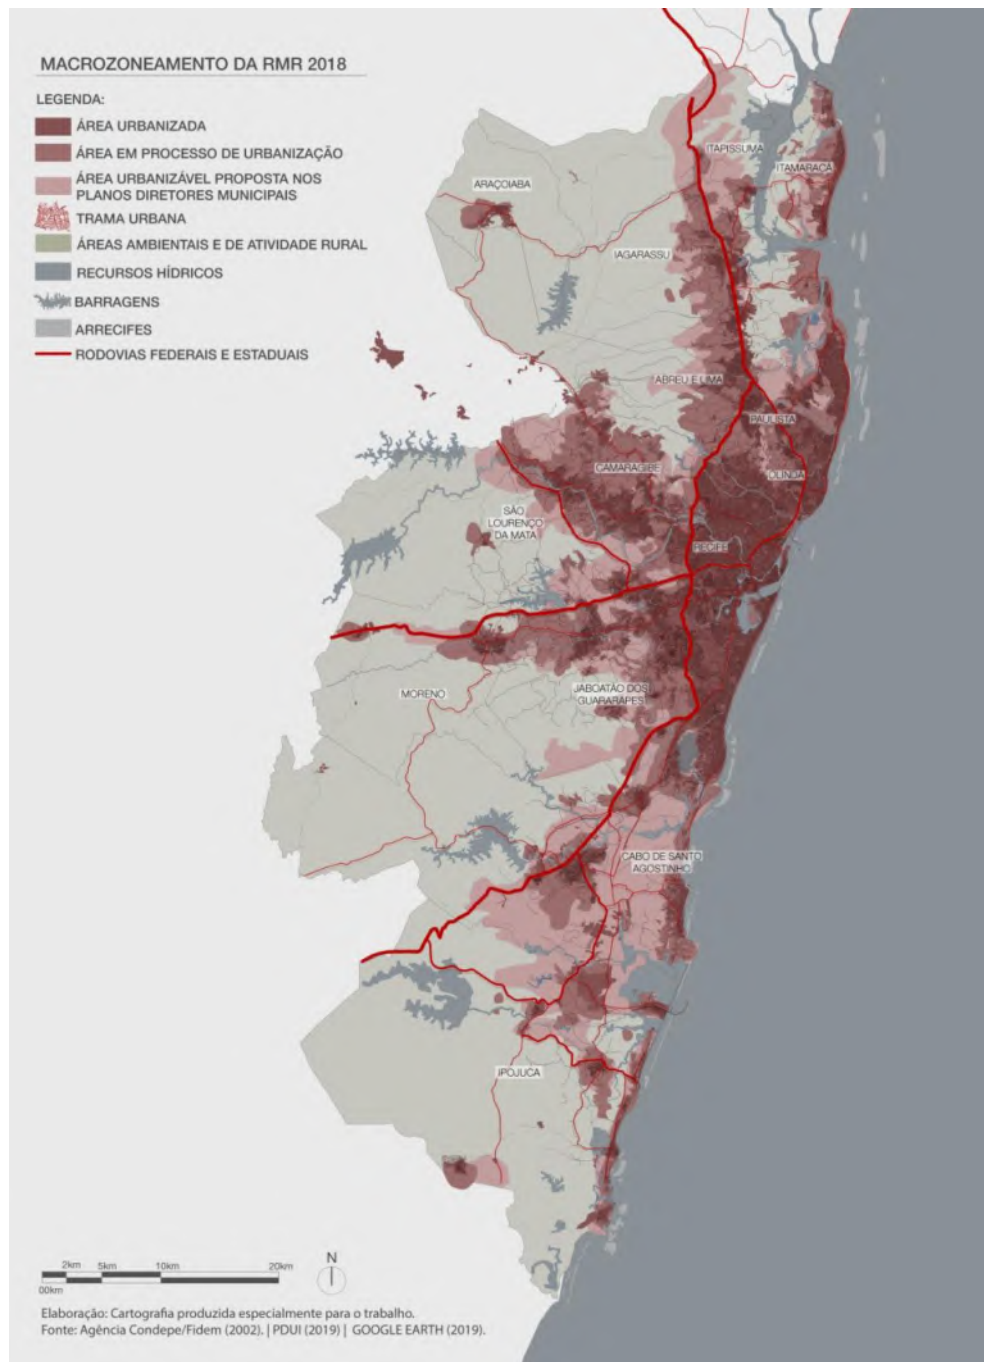 MACROZONEAMENTO DA RMR 2018
LEGENDA:
ÁREA URBANIZADA
ÁREA EM PROCESSO DE URBANIZAÇÃO
ÁREA URBANIZÁVEL PROPOSTA NOS
PLANOS DIRETORES MUNICIPAIS
TRAMA URBANA
ÁREAS AMBIENTAIS E DE ATIVIDADE RURAL
RECURSOS HÍDRICOS
BARRAGENS
ARRECIFES
RODOVIAS FEDERAIS E ESTADUAIS
ITAPISSUMA
ITAMARACÁ
ARAÇOIABA
IAGARASSU
ABREU E LIMA
PAULISTA
CAMARAGIBE
OLINDA
SÃO
LOURENÇO
DA MATA
RECIFE
MORENO
JABOATÃO DOS
GUARARAPES
CABO DE SANTO
AGOSTINHO
IPOJUCA
2km 5km 10km 20km
00km
N
Elaboração: Cartografia produzida especialmente para o trabalho.
Fonte: Agência Condepe/Fidem (2002). | PDUI (2019) | GOOGLE EARTH (2019).